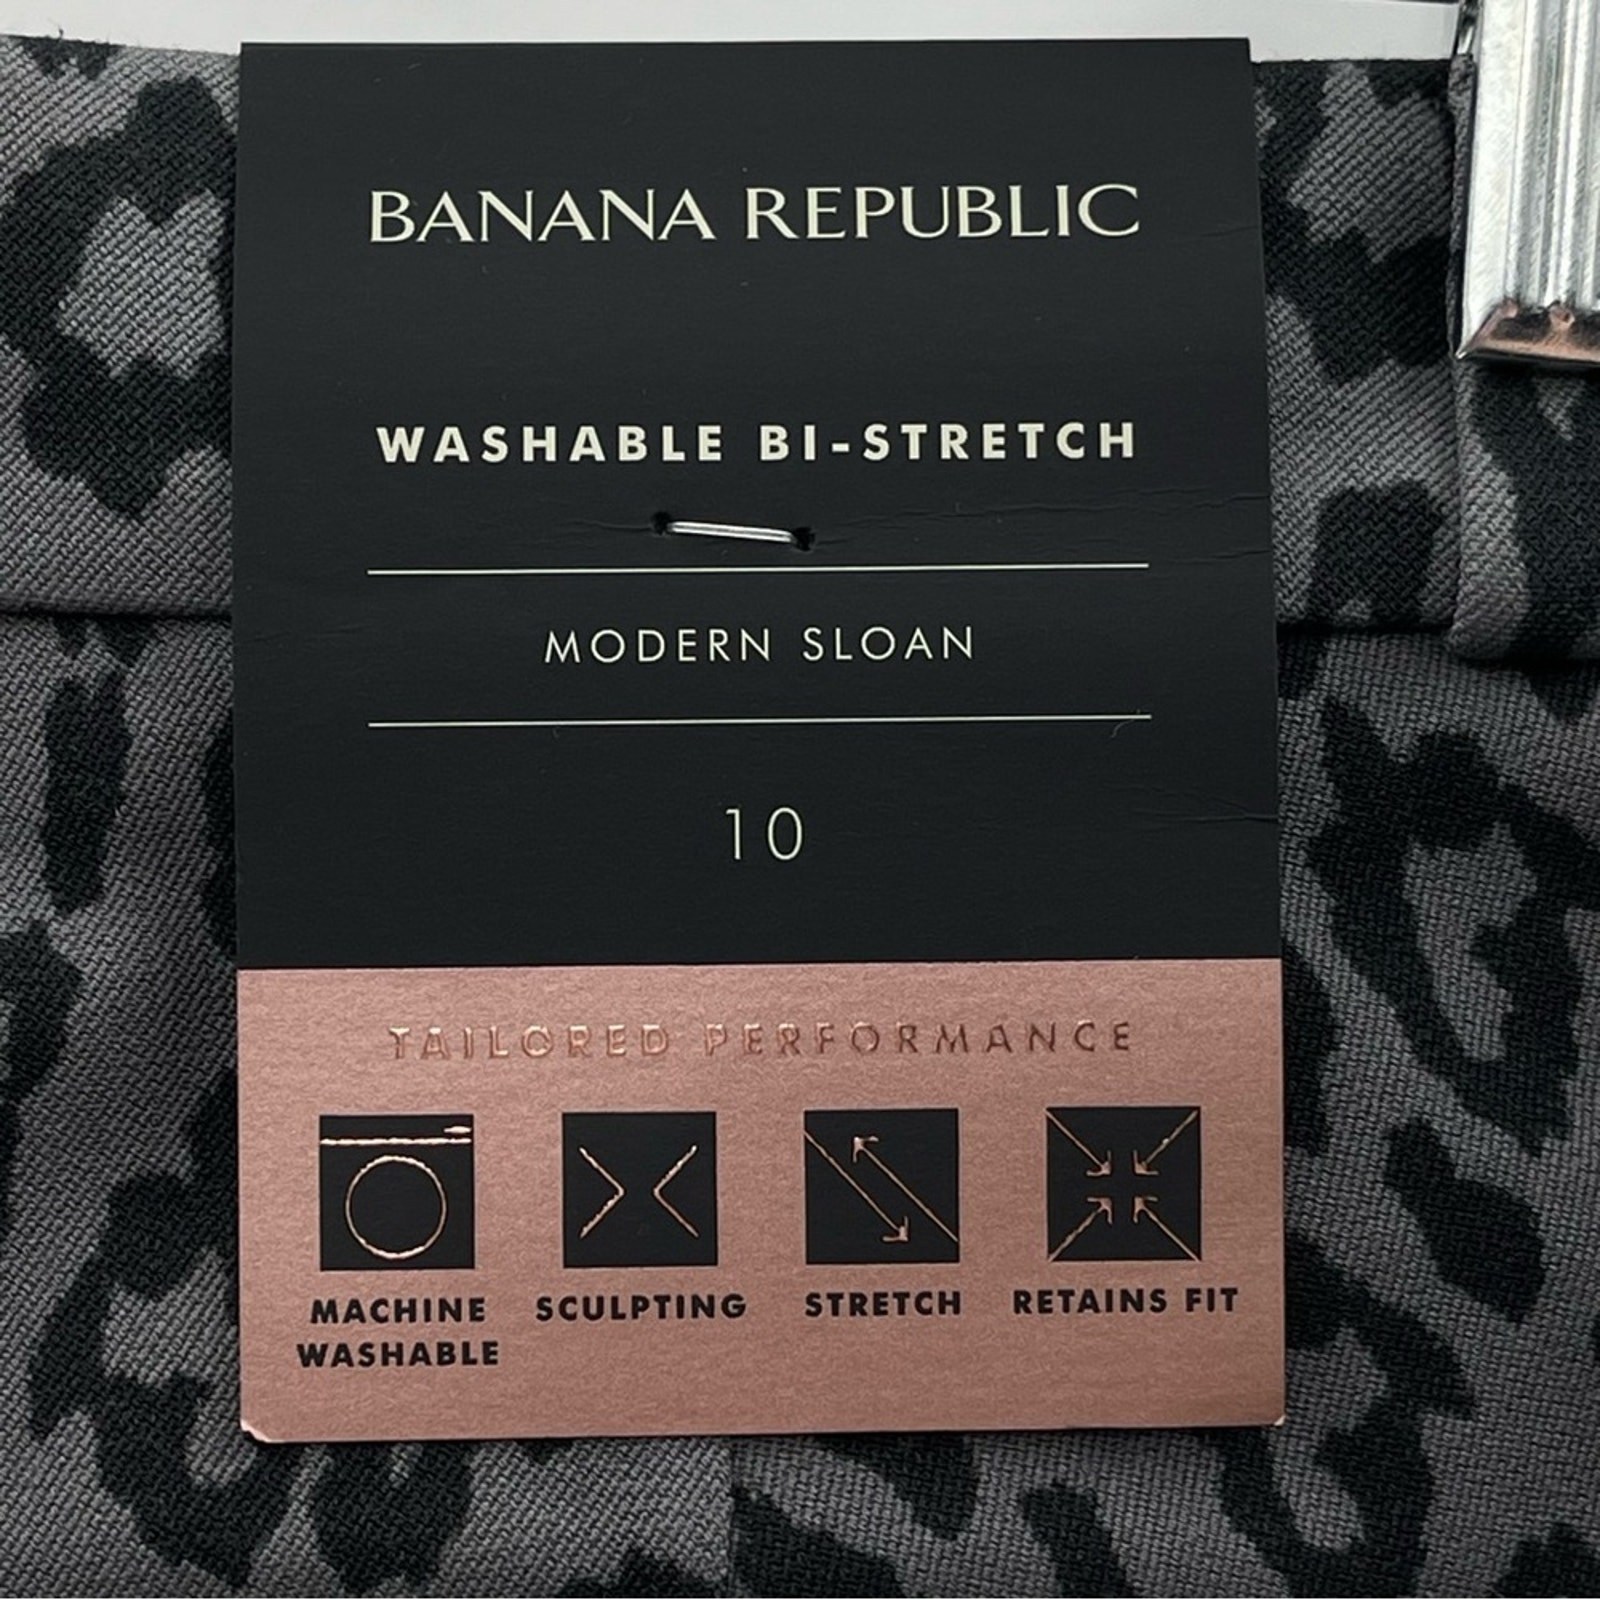 BANANA REPUBLIC
WASHABLE BI-STRETCH
MODERN SLOAN
10
TAILORED PERFORMANCE
MACHINE WASHABLE
SCULPTING
STRETCH
RETAINS FIT